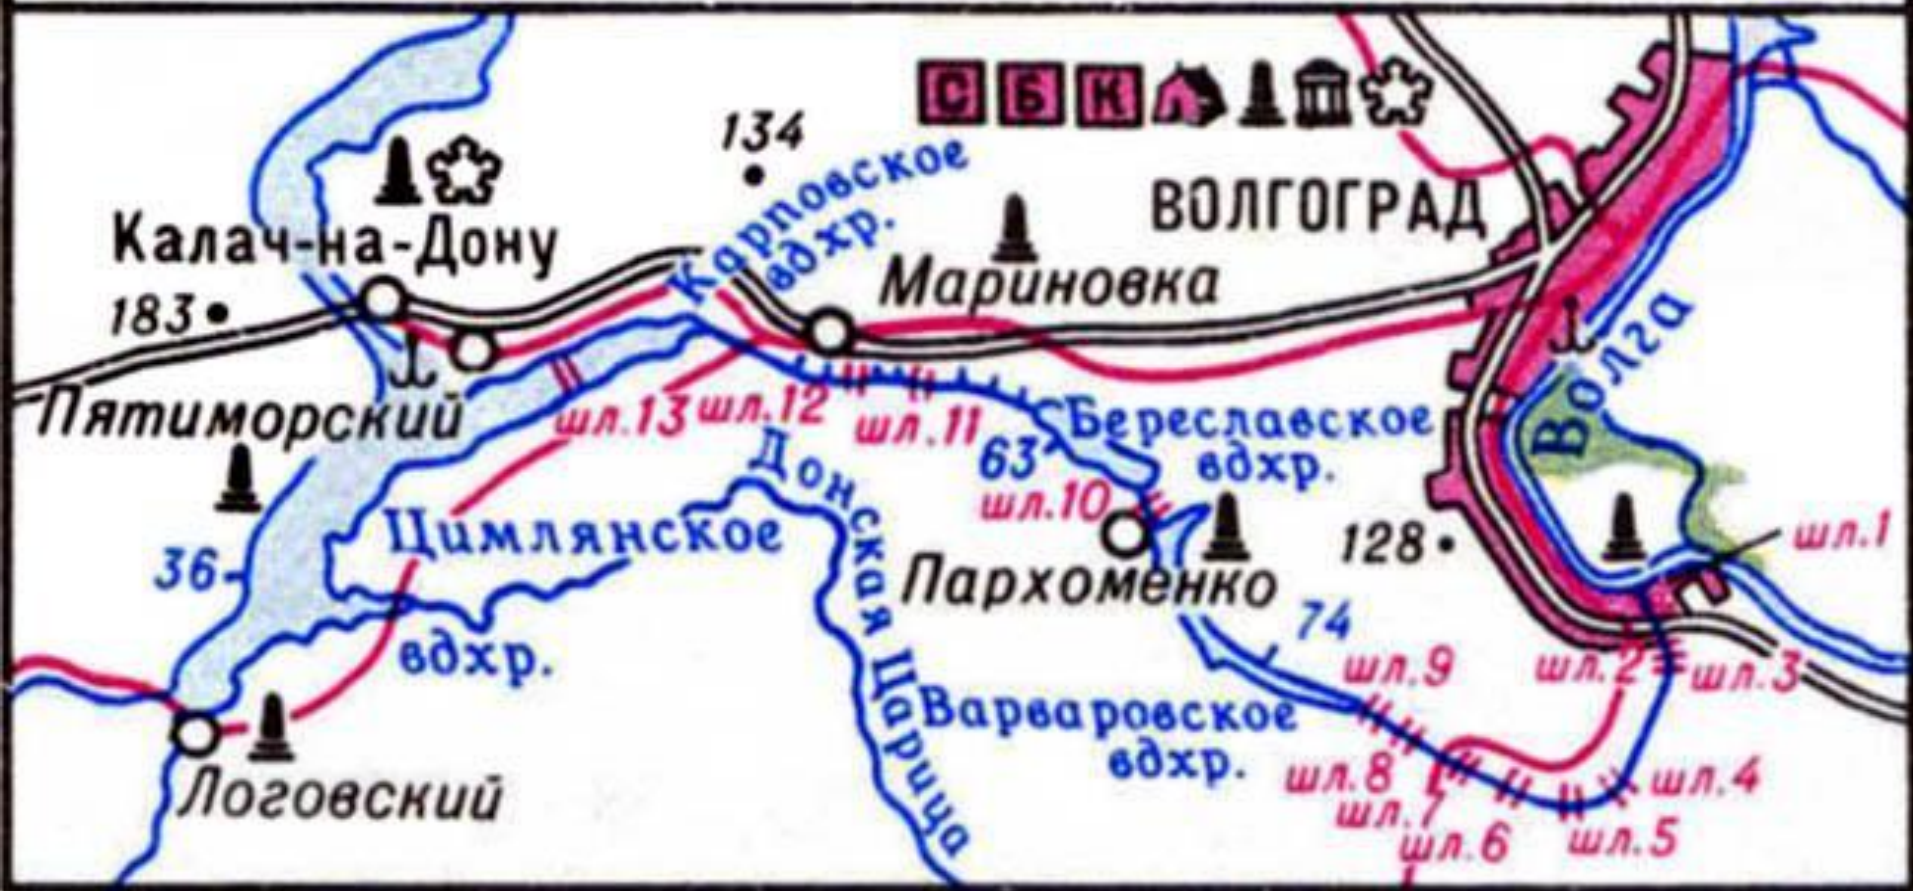 С Б К
134
Карповское
вдхр.
ВОЛГОГРАД
Калач-на-Дону
183
Мариновка
Волга
Пятиморский
шл.13
шл.12
шл.11
Береславское
вдхр.
63
шл.10
Донская Царица
36
Цимлянское
вдхр.
128
шл.1
Пархоменко
74
шл.9
шл.2
шл.3
Варваровское
вдхр.
Логовский
шл.8
шл.7
шл.6
шл.5
шл.4